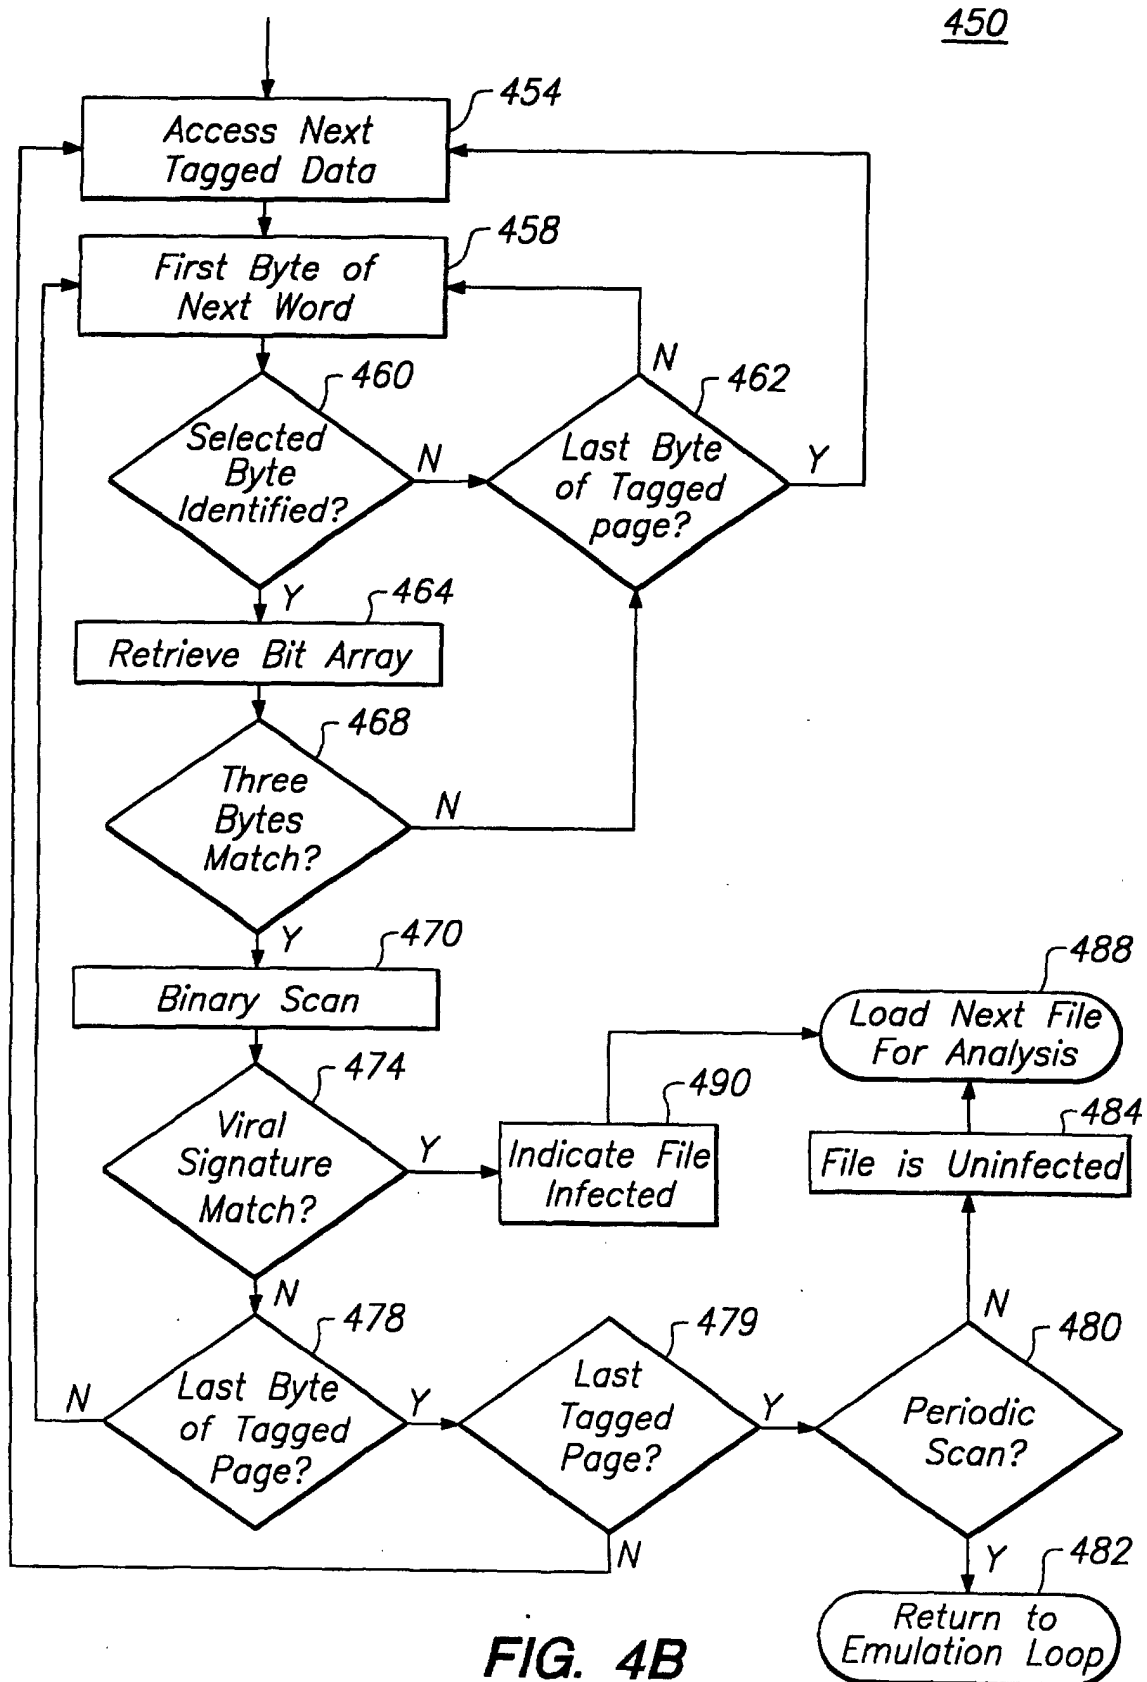 450
454
Access Next
Tagged Data
458
First Byte of
Next Word
460
Selected
Byte
Identified?
N
Y
462
Last Byte
of Tagged
page?
N
Y
464
Retrieve Bit Array
468
Three
Bytes
Match?
N
Y
470
Binary Scan
474
Viral
Signature
Match?
Y
N
490
Indicate File
Infected
488
Load Next File
For Analysis
484
File is Uninfected
478
Last Byte
of Tagged
Page?
N
Y
479
Last
Tagged
Page?
Y
N
480
Periodic
Scan?
N
Y
482
Return to
Emulation Loop
FIG. 4B